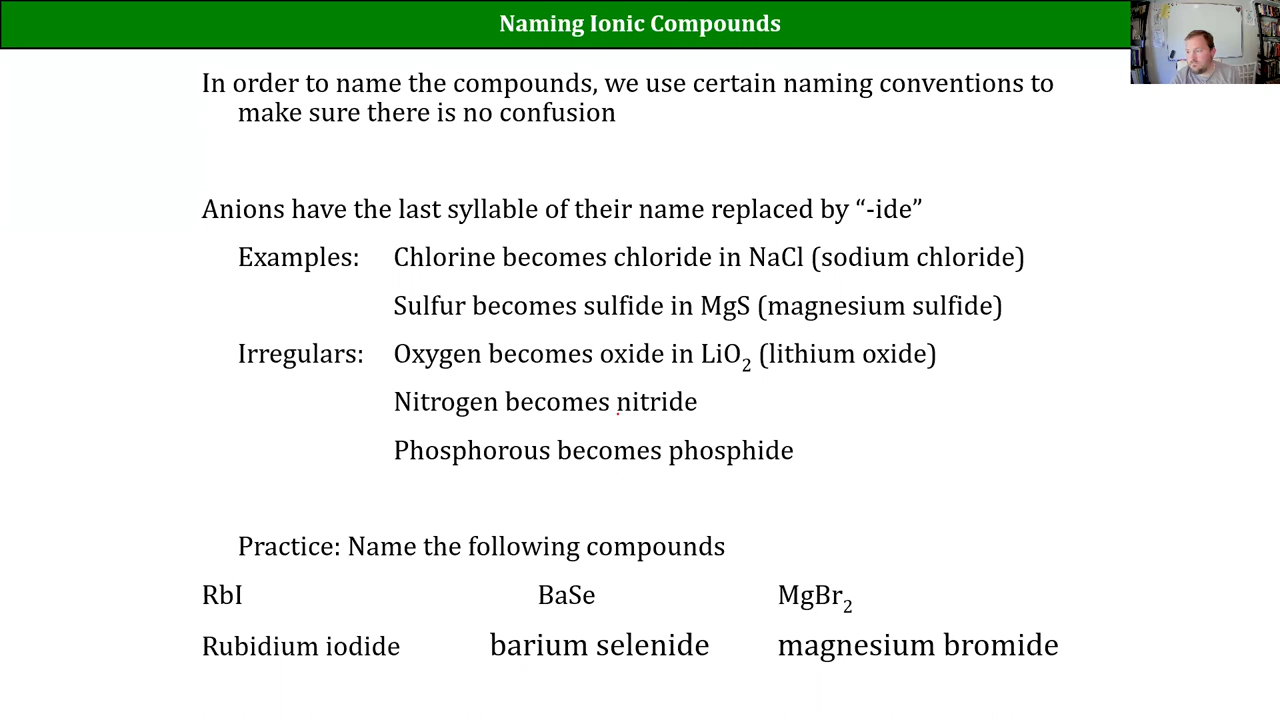 Naming Ionic Compounds
In order to name the compounds, we use certain naming conventions to
make sure there is no confusion
Anions have the last syllable of their name replaced by “-ide”
Examples: Chlorine becomes chloride in NaCl (sodium chloride)
Sulfur becomes sulfide in MgS (magnesium sulfide)
Irregulars: Oxygen becomes oxide in LiO₂ (lithium oxide)
Nitrogen becomes nitride
Phosphorous becomes phosphide
Practice: Name the following compounds
RbI BaSe MgBr₂
Rubidium iodide barium selenide magnesium bromide